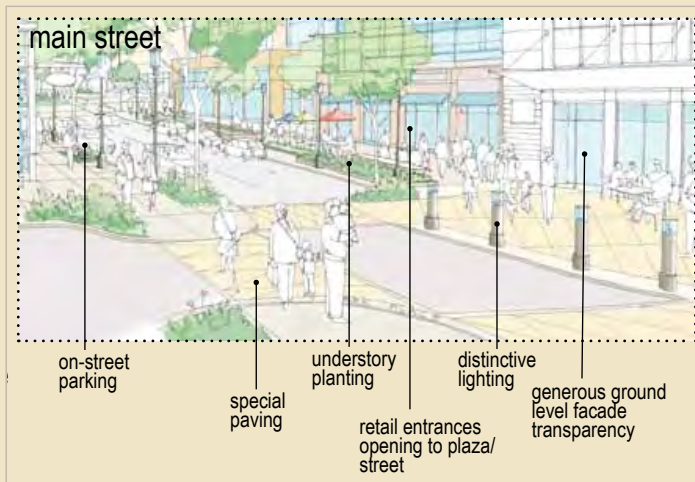 main street
on-street
parking
special
paving
understory
planting
retail entrances
opening to plaza/
street
distinctive
lighting
generous ground
level facade
transparency